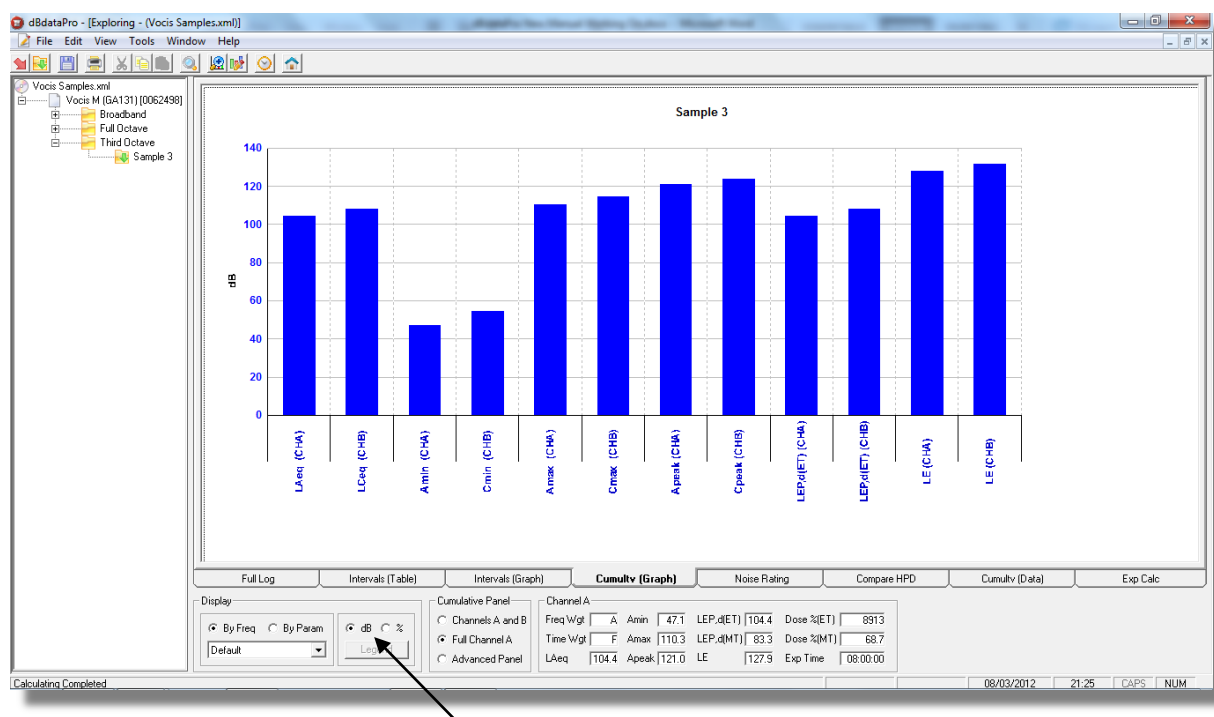 dBdataPro - [Exploring - (Vocis Samples.xml)]
File Edit View Tools Window Help
Vocis Samples.xml
Vocis M (GA131) [0062498]
Broadband
Full Octave
Third Octave
Sample 3
Sample 3
140
120
100
80
60
40
20
0
dB
LAeq (CHA)
LCeq (CHB)
Amin (CHA)
Cmin (CHB)
Amax (CHA)
Cmax (CHB)
Apeak (CHA)
Cpeak (CHB)
LEP,d(ET) (CHA)
LEP,d(ET) (CHB)
LE (CHA)
LE (CHB)
Full Log Intervals (Table) Intervals (Graph) Cumultv (Graph) Noise Rating Compare HPD Cumultv (Data) Exp Calc
Display Cumulative Panel Channel A
By Freq By Param dB % Channels A and B Freq Wgt A Amin 47.1 LEP,d(ET) 104.4 Dose %(ET) 8913
Full Channel A Time Wgt F Amax 110.3 LEP,d(MT) 83.3 Dose %(MT) 68.7
Default Advanced Panel LAeq 104.4 Apeak 121.0 LE 127.9 Exp Time 08:00:00
Calculating Completed 08/03/2012 21:25 CAPS NUM